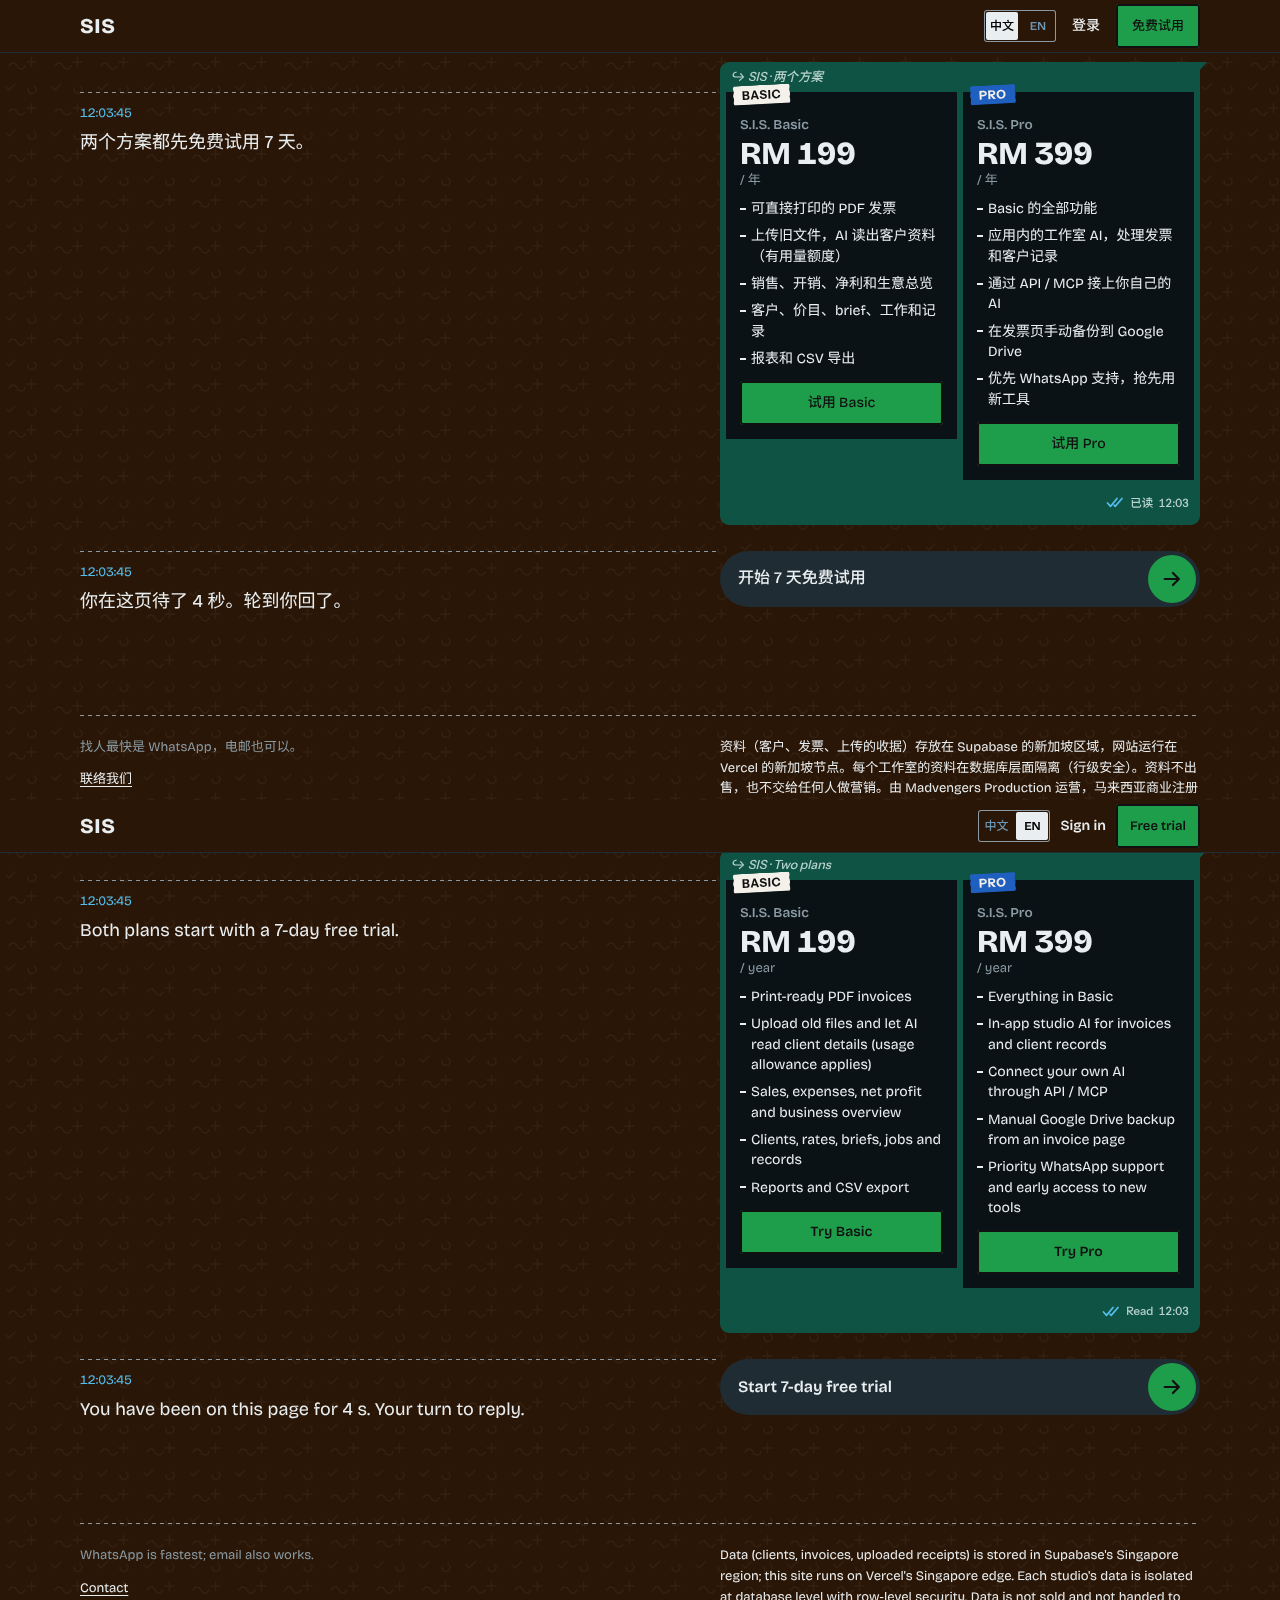 SIS
中文 EN 登录 免费试用
SIS · 两个方案
12:03:45
两个方案都先免费试用 7 天。
BASIC
S.I.S. Basic
RM 199
/ 年
可直接打印的 PDF 发票
上传旧文件，AI 读出客户资料
（有用量额度）
销售、开销、净利和生意总览
客户、价目、brief、工作和记
录
报表和 CSV 导出
试用 Basic
PRO
S.I.S. Pro
RM 399
/ 年
Basic 的全部功能
应用内的工作室 AI，处理发票
和客户记录
通过 API / MCP 接上你自己的
AI
在发票页手动备份到 Google
Drive
优先 WhatsApp 支持，抢先用
新工具
试用 Pro
已读 12:03
12:03:45
你在这页待了 4 秒。轮到你回了。
开始 7 天免费试用
找人最快是 WhatsApp，电邮也可以。
联络我们
资料（客户、发票、上传的收据）存放在 Supabase 的新加坡区域，网站运行在
Vercel 的新加坡节点。每个工作室的资料在数据库层面隔离（行级安全）。资料不出
售，也不交给任何人做营销。由 Madvengers Production 运营，马来西亚商业注册
SIS
中文 EN Sign in Free trial
SIS · Two plans
12:03:45
Both plans start with a 7-day free trial.
BASIC
S.I.S. Basic
RM 199
/ year
Print-ready PDF invoices
Upload old files and let AI
read client details (usage
allowance applies)
Sales, expenses, net profit
and business overview
Clients, rates, briefs, jobs and
records
Reports and CSV export
Try Basic
PRO
S.I.S. Pro
RM 399
/ year
Everything in Basic
In-app studio AI for invoices
and client records
Connect your own AI
through API / MCP
Manual Google Drive backup
from an invoice page
Priority WhatsApp support
and early access to new
tools
Try Pro
Read 12:03
12:03:45
You have been on this page for 4 s. Your turn to reply.
Start 7-day free trial
WhatsApp is fastest; email also works.
Contact
Data (clients, invoices, uploaded receipts) is stored in Supabase's Singapore
region; this site runs on Vercel's Singapore edge. Each studio's data is isolated
at database level with row-level security. Data is not sold and not handed to